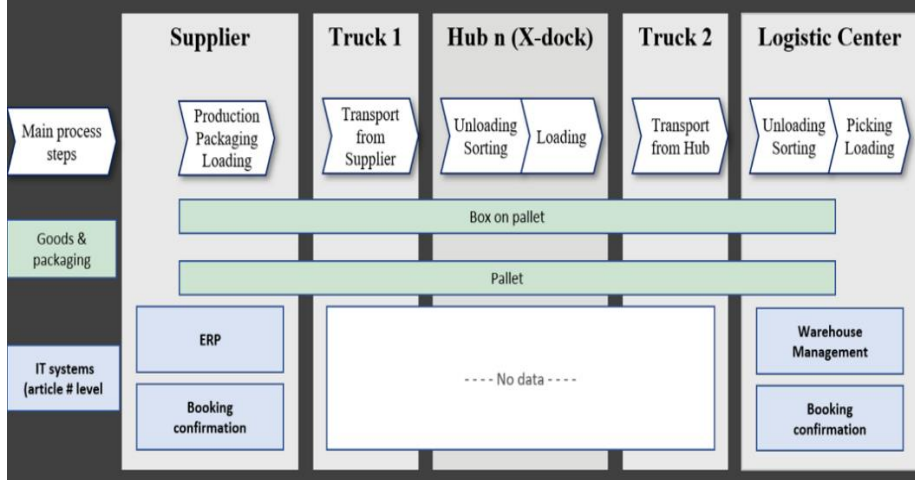 Supplier
Truck 1
Hub n (X-dock)
Truck 2
Logistic Center
Main process
steps
Production
Packaging
Loading
Transport
from
Supplier
Unloading
Sorting
Loading
Transport
from Hub
Unloading
Sorting
Picking
Loading
Goods &
packaging
Box on pallet
Pallet
IT systems
(article # level
ERP
Booking
confirmation
- - - - No data - - - -
Warehouse
Management
Booking
confirmation